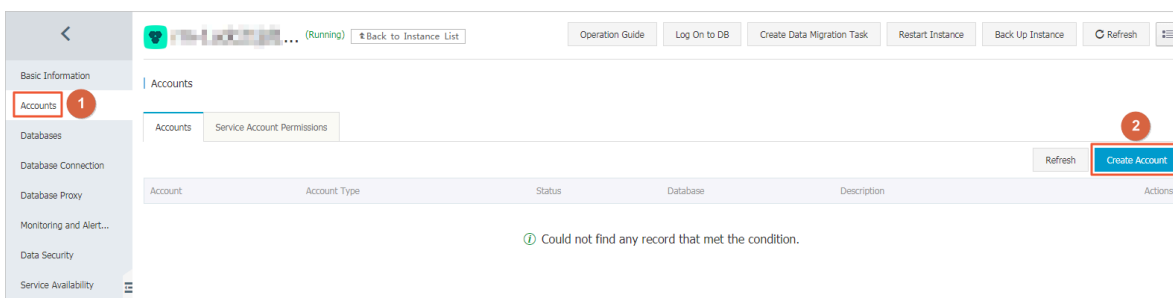 ... (Running) Back to Instance List Operation Guide Log On to DB Create Data Migration Task Restart Instance Back Up Instance Refresh
Basic Information
Accounts
Accounts 1
Accounts Service Account Permissions
2
Databases
Database Connection
Refresh Create Account
Database Proxy
Account Account Type Status Database Description Actions
Monitoring and Alert...
Could not find any record that met the condition.
Data Security
Service Availability